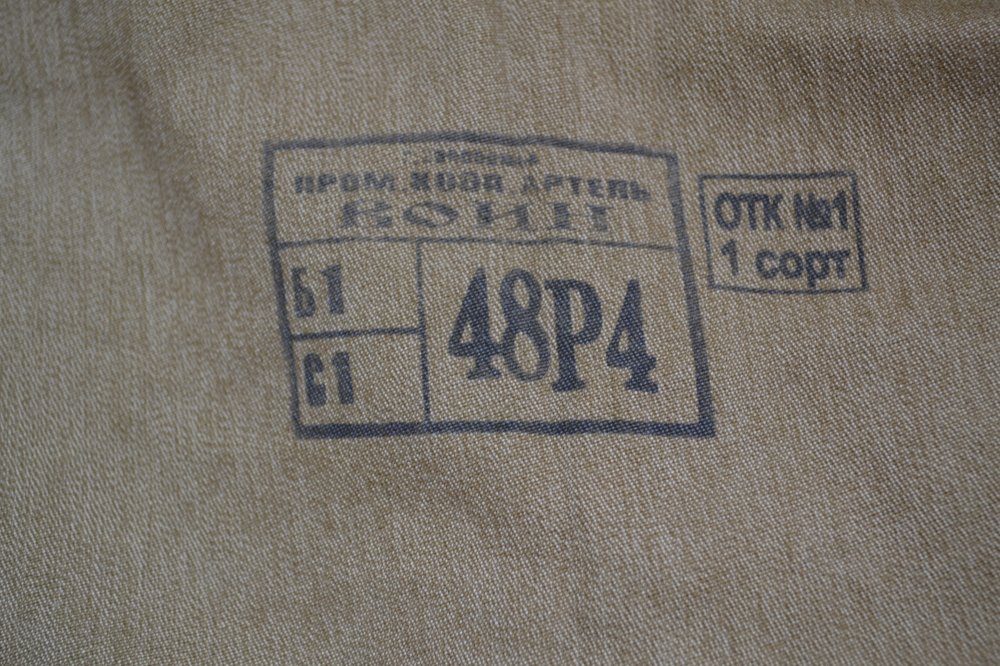 ПРОМ.КООП АРТЕЛЬ
ВОИН
Б1
С1
48Р4
ОТК №1
1 сорт